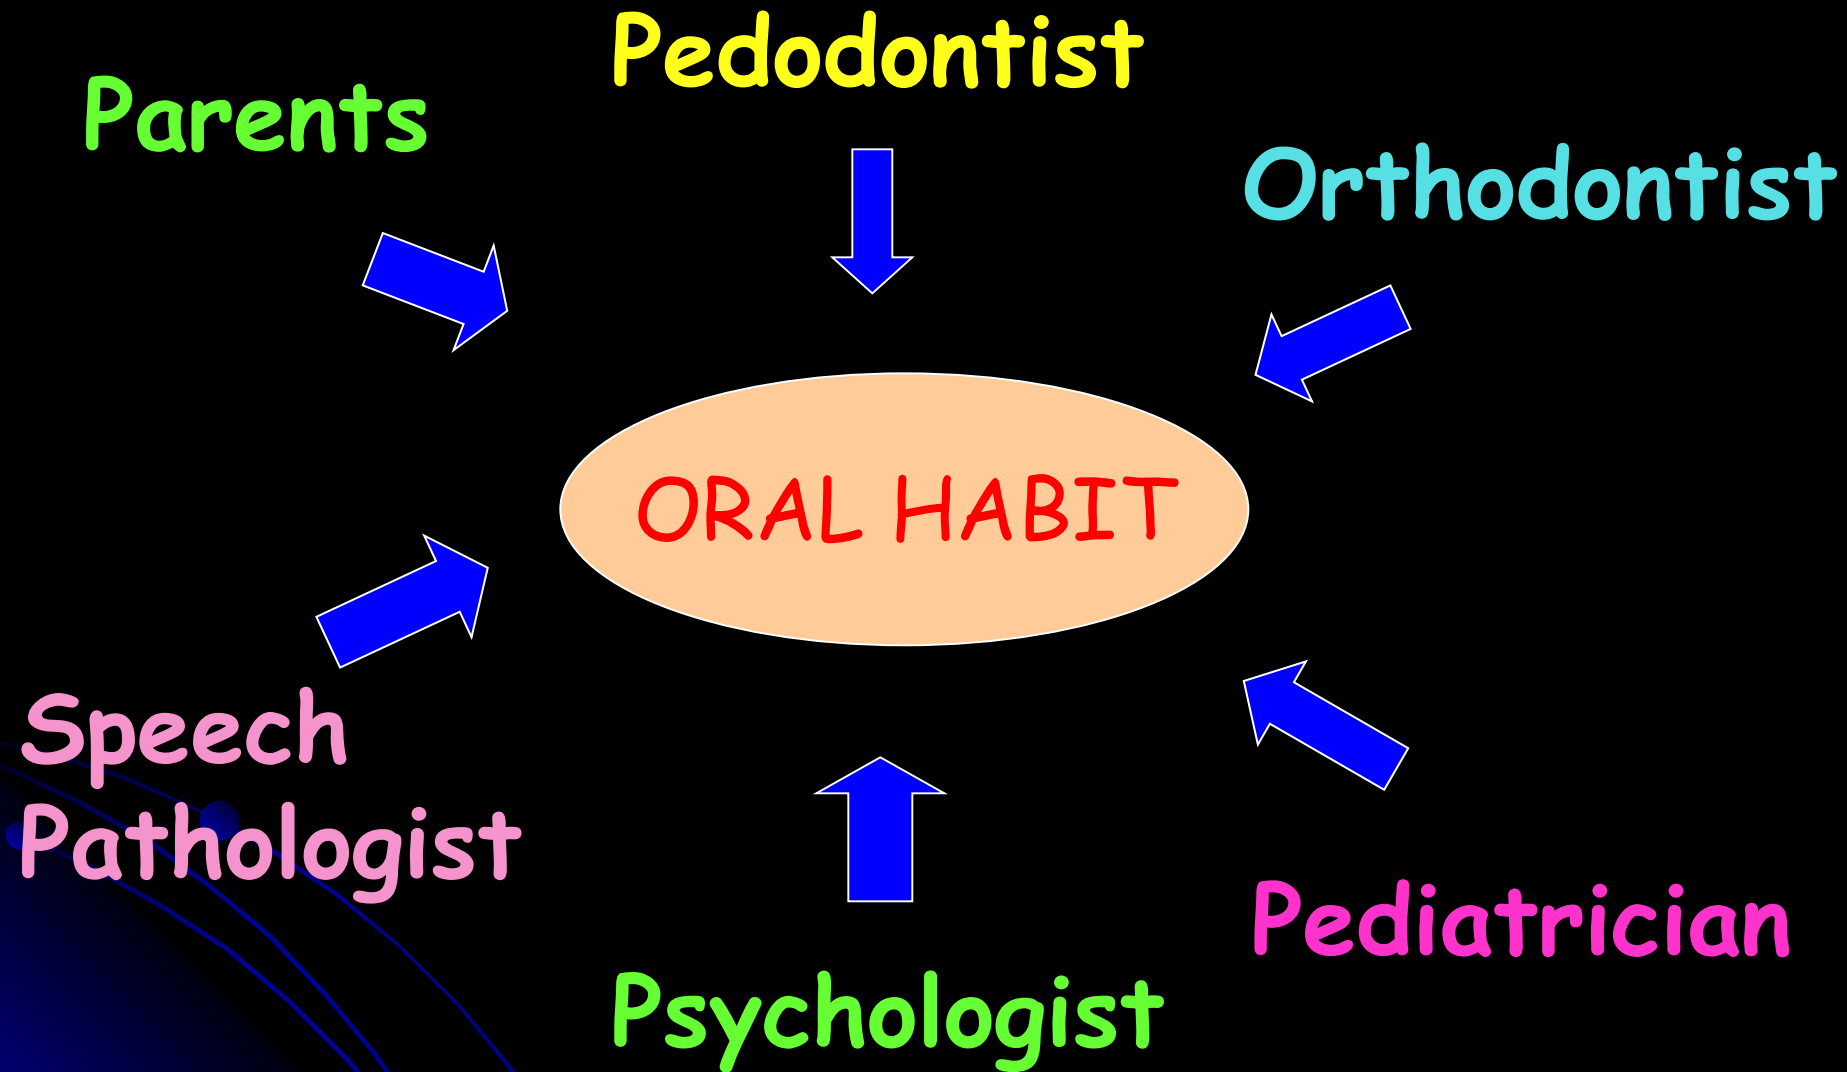 Pedodontist
Parents
Orthodontist
ORAL HABIT
Speech
Pathologist
Pediatrician
Psychologist